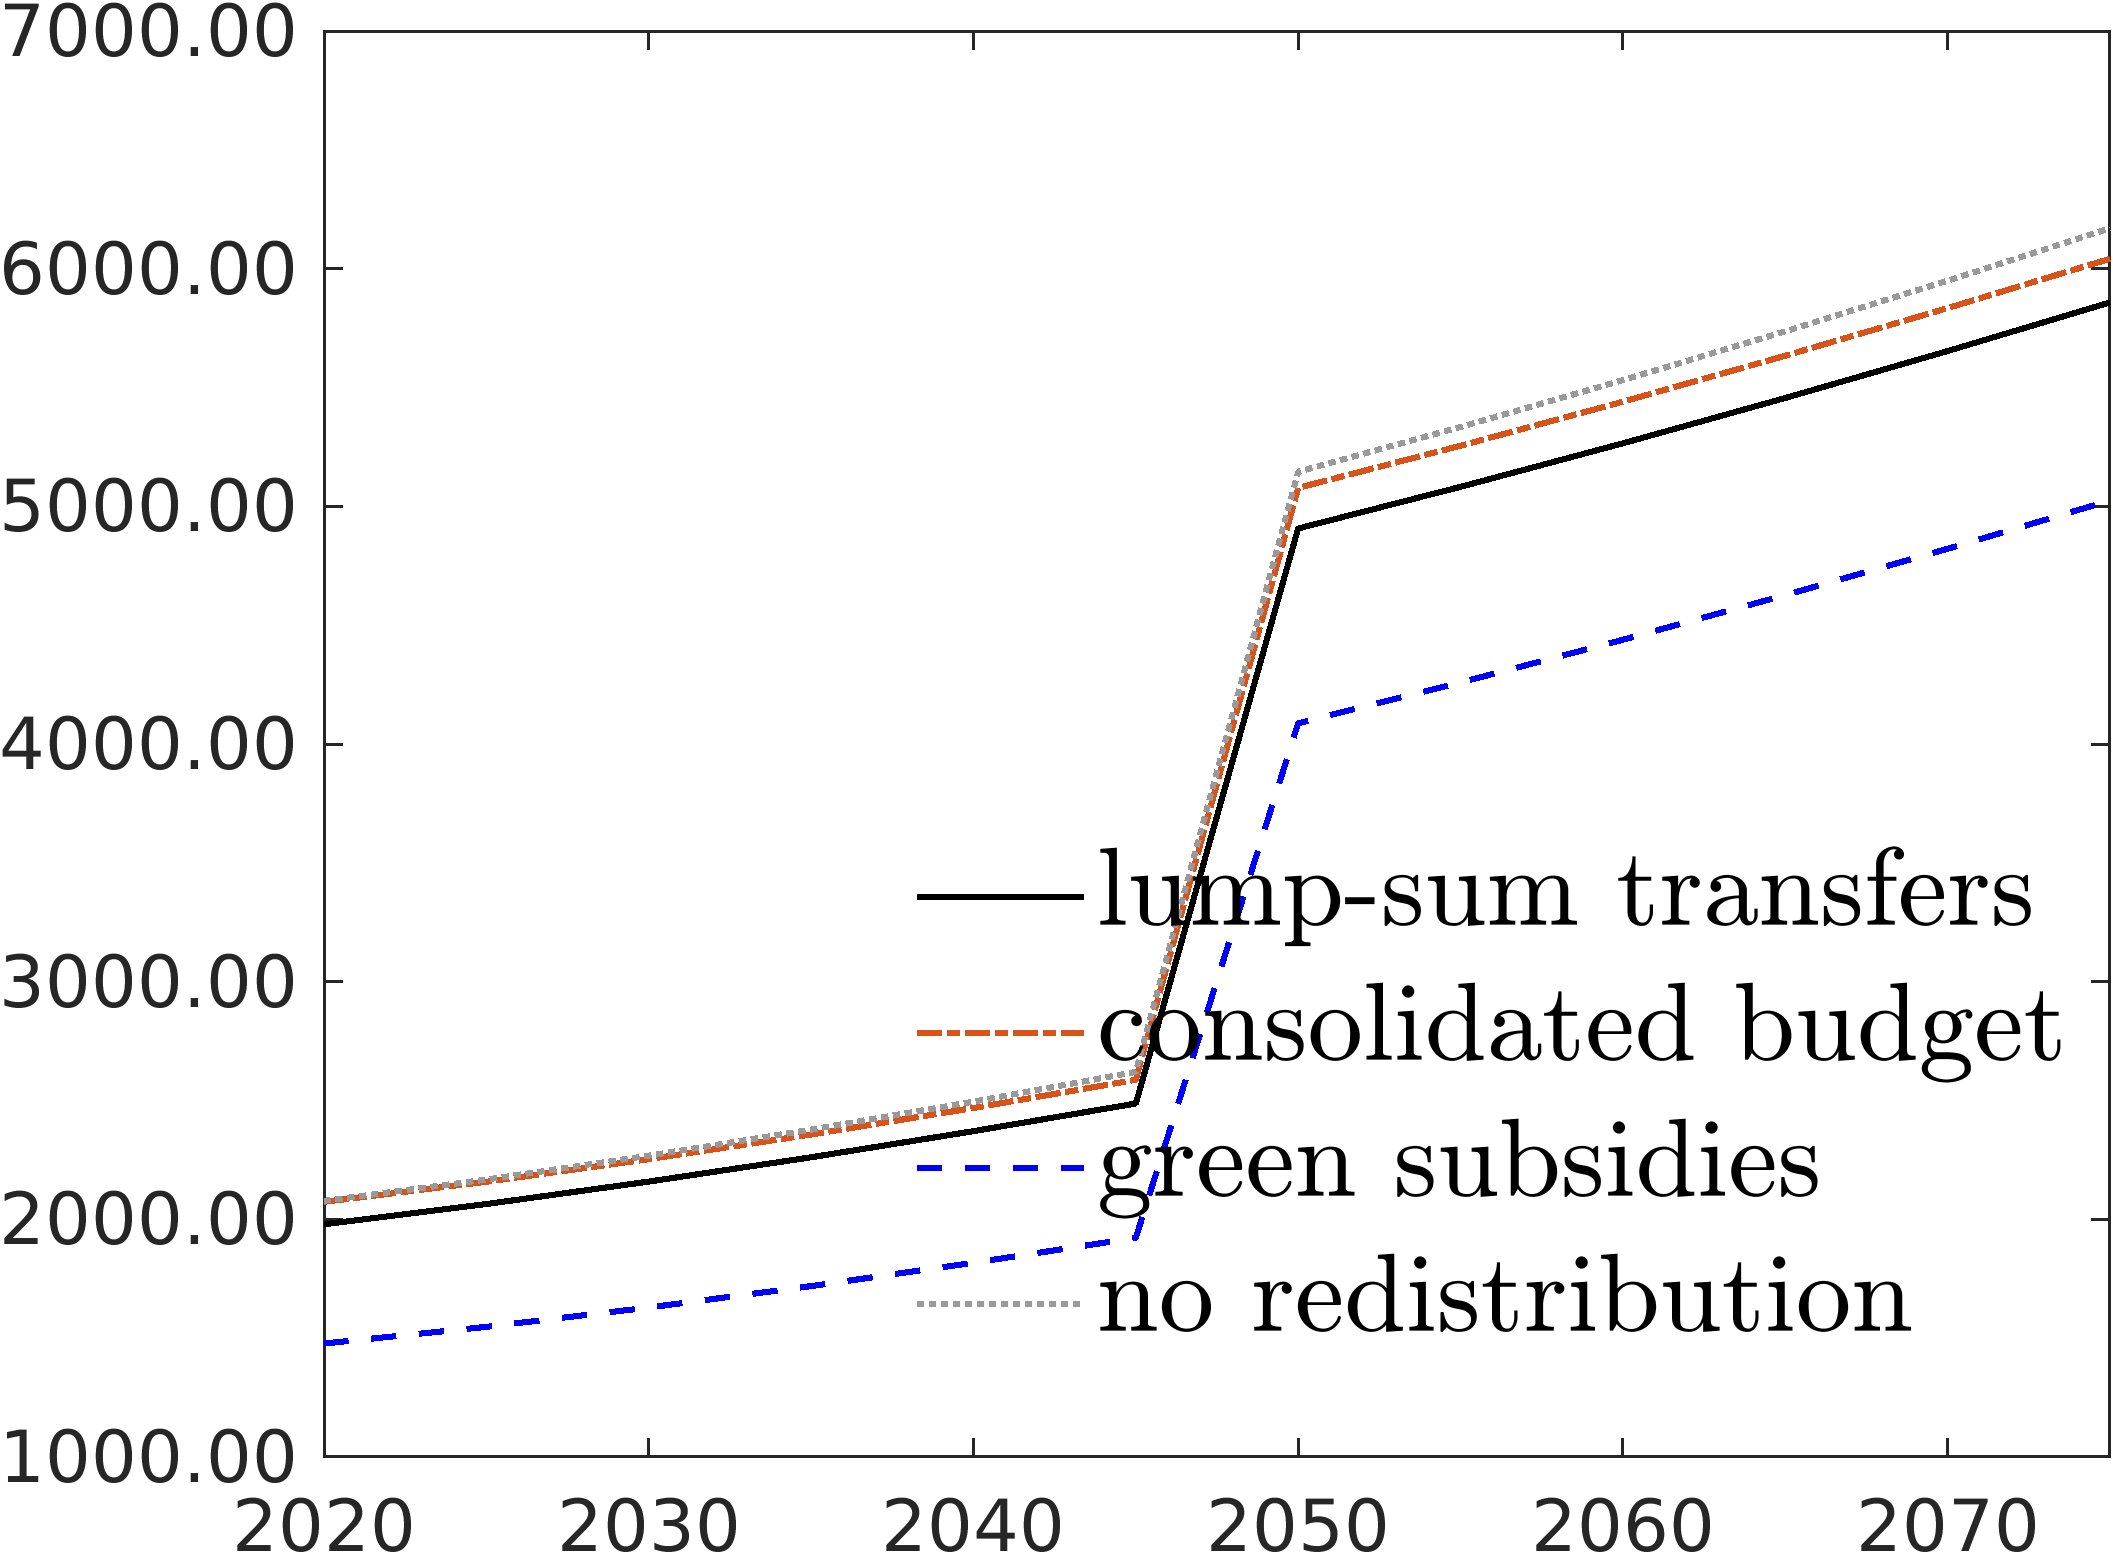 7000.00
6000.00
5000.00
4000.00
3000.00
2000.00
1000.00
2020 2030 2040 2050 2060 2070
lump-sum transfers
consolidated budget
green subsidies
no redistribution